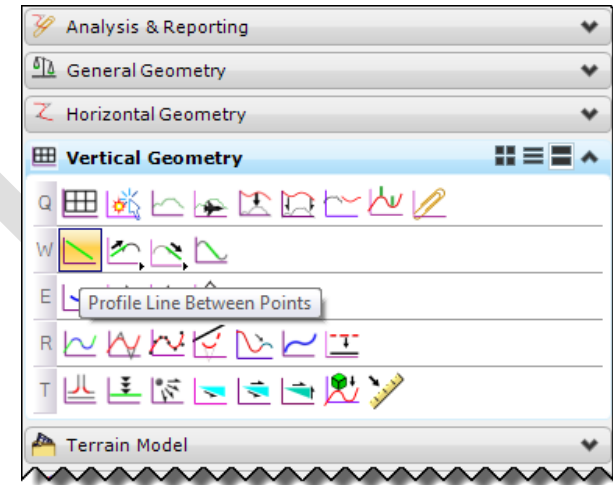 Analysis & Reporting
General Geometry
Horizontal Geometry
Vertical Geometry
Q
W
E
Profile Line Between Points
R
T
Terrain Model